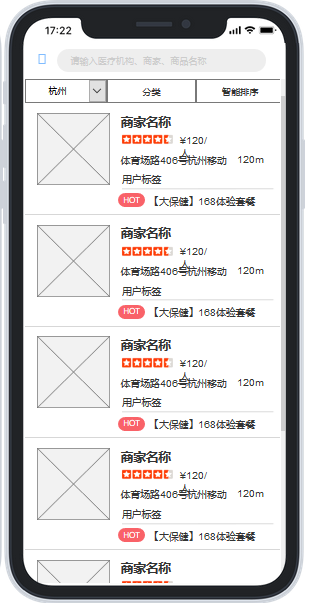 17:22
请输入医疗机构、商家、商品名称
杭州 分类 智能排序
商家名称
¥120/
人
体育场路406号杭州移动 120m
用户标签
HOT 【大保健】168体验套餐
商家名称
¥120/
人
体育场路406号杭州移动 120m
用户标签
HOT 【大保健】168体验套餐
商家名称
¥120/
人
体育场路406号杭州移动 120m
用户标签
HOT 【大保健】168体验套餐
商家名称
¥120/
人
体育场路406号杭州移动 120m
用户标签
HOT 【大保健】168体验套餐
商家名称
¥120/